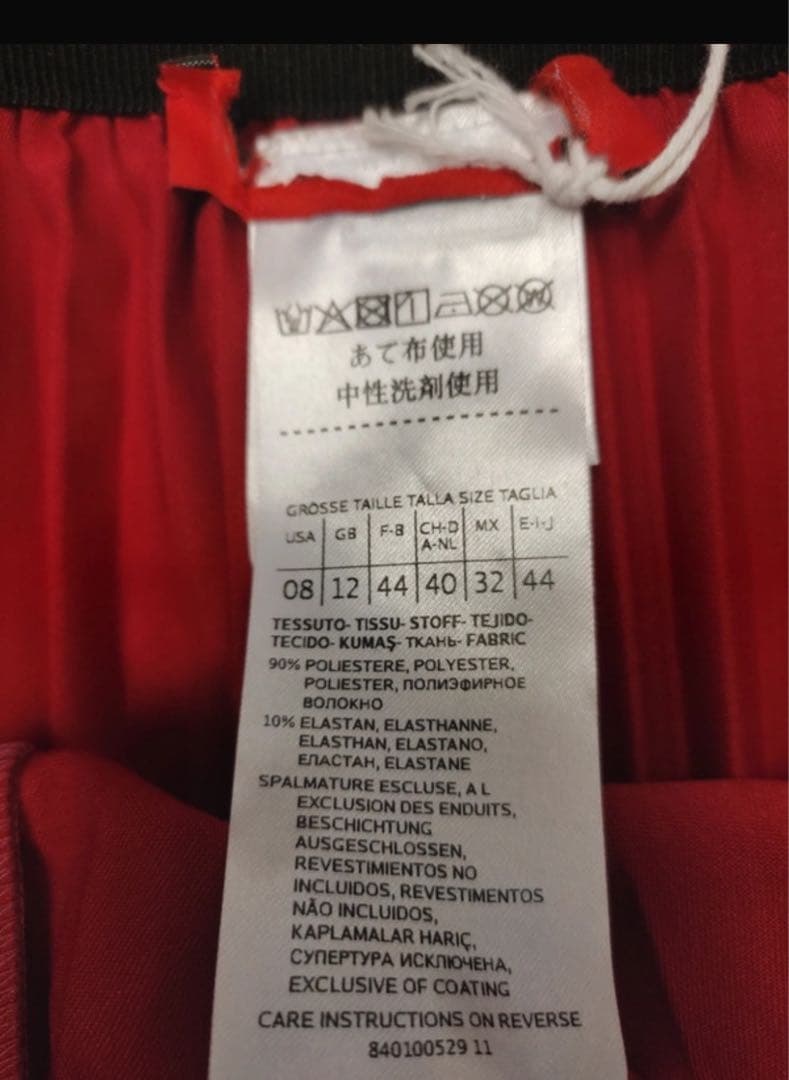 あて布使用
中性洗剤使用
GRÖSSE TAILLE TALLA SIZE TAGLIA
USA GB F-B CH-D A-NL MX E-I-J
08 12 44 40 32 44
TESSUTO- TISSU- STOFF- TEJIDO-
TECIDO- KUMAŞ- ТКАНЬ- FABRIC
90% POLIESTERE, POLYESTER,
POLIESTER, ПОЛИЭФИРНОЕ
ВОЛОКНО
10% ELASTAN, ELASTHANNE,
ELASTHAN, ELASTANO,
ЕЛАСТАН, ELASTANE
SPALMATURE ESCLUSE, A L
EXCLUSION DES ENDUITS,
BESCHICHTUNG
AUSGESCHLOSSEN,
REVESTIMIENTOS NO
INCLUIDOS, REVESTIMENTOS
NÃO INCLUIDOS,
KAPLAMALAR HARIÇ,
СУПЕРТУРА ИСКЛЮЧЕНА,
EXCLUSIVE OF COATING
CARE INSTRUCTIONS ON REVERSE
840100529 11